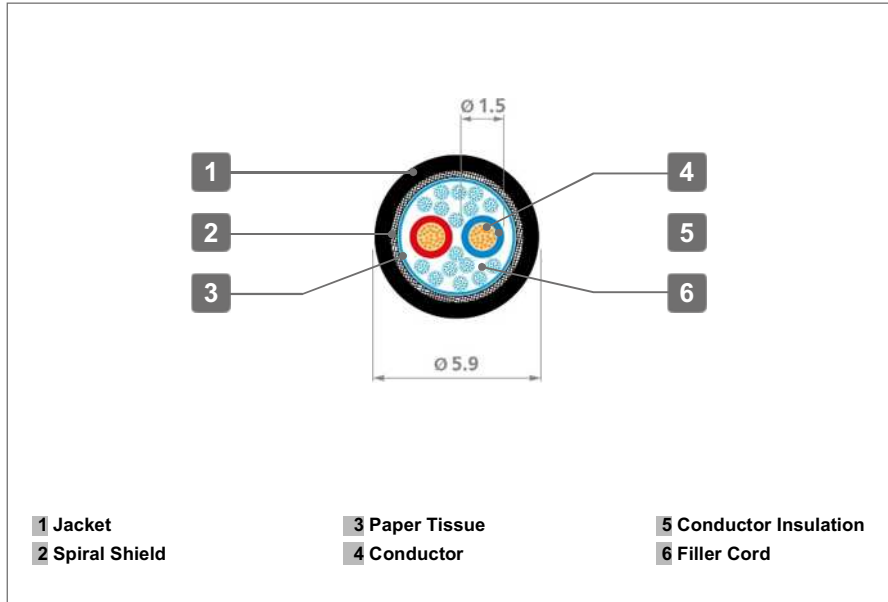 Ø 1.5
1
4
2
5
3
6
Ø 5.9
1 Jacket
3 Paper Tissue
5 Conductor Insulation
2 Spiral Shield
4 Conductor
6 Filler Cord